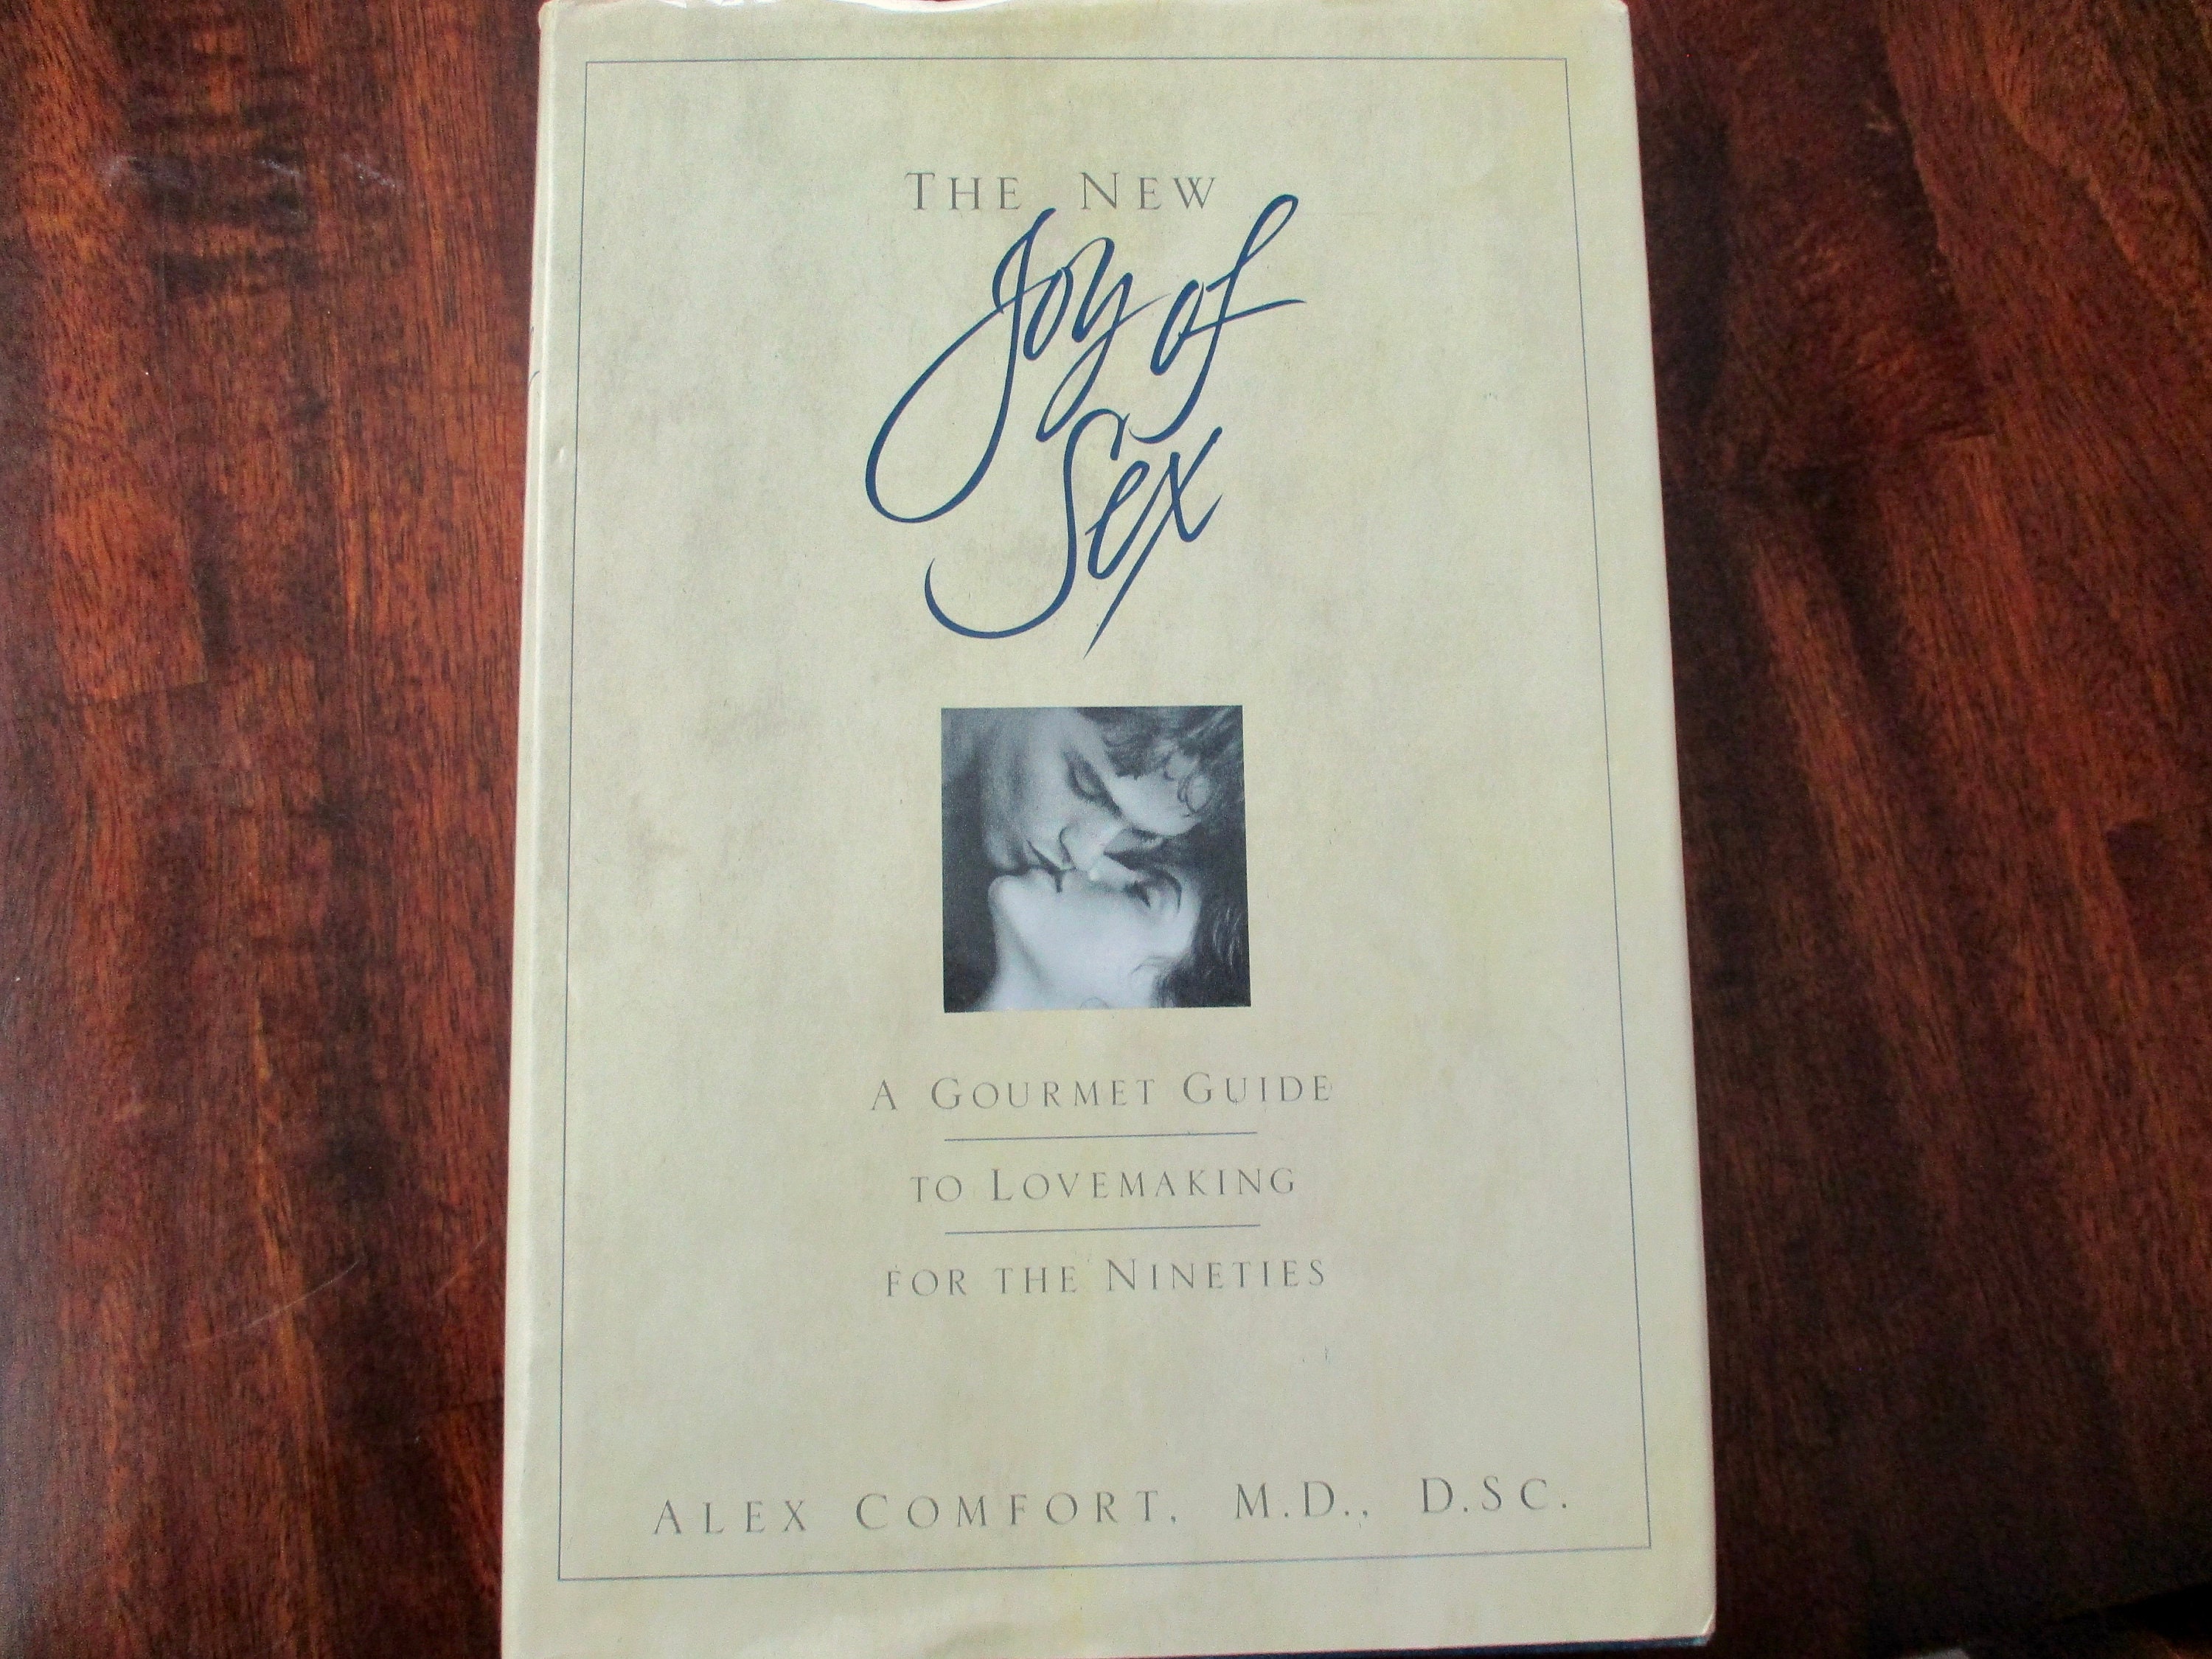 THE NEW
Joy of
Sex
A GOURMET GUIDE
TO LOVEMAKING
FOR THE NINETIES
ALEX COMFORT, M.D., D.SC.